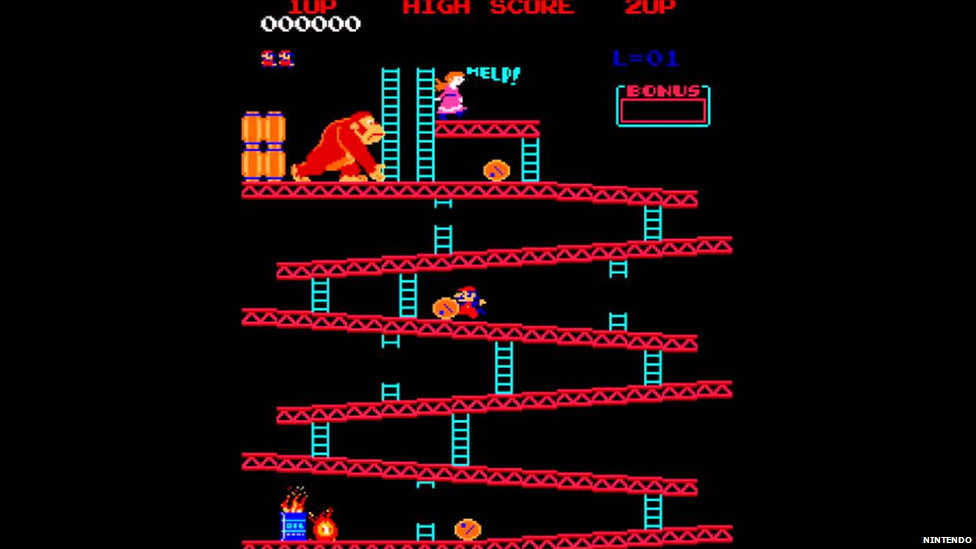 1UP HIGH SCORE 2UP
000000
L=01
HELP!
BONUS
OIL
NINTENDO